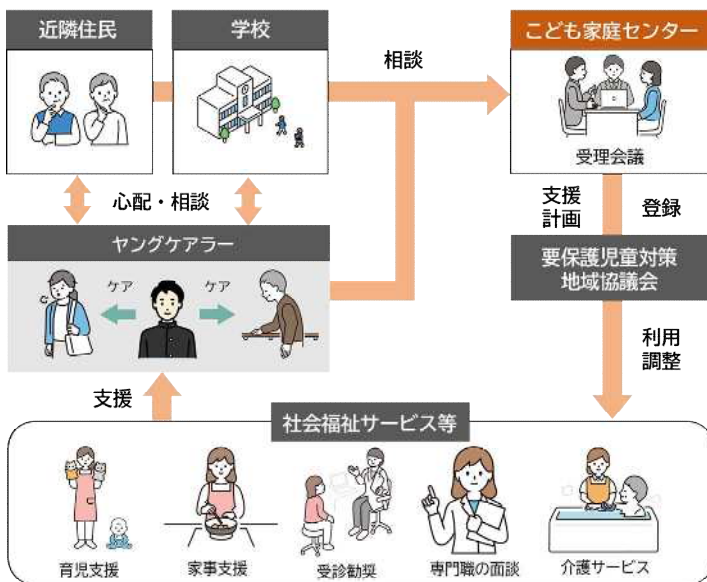 近隣住民
学校
こども家庭センター
相談
受理会議
心配・相談
支援
計画
登録
ヤングケアラー
ケア
ケア
要保護児童対策
地域協議会
利用
調整
支援
社会福祉サービス等
育児支援
家事支援
受診勧奨
専門職の面談
介護サービス